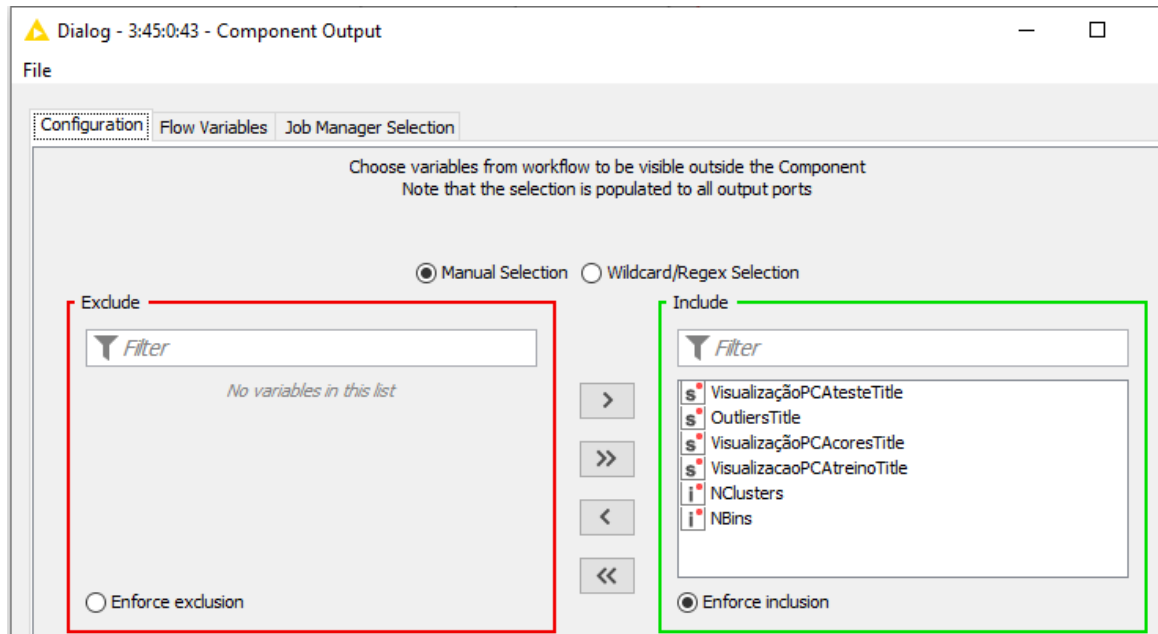 Dialog - 3:45:0:43 - Component Output
File
Configuration Flow Variables Job Manager Selection
Choose variables from workflow to be visible outside the Component
Note that the selection is populated to all output ports
Manual Selection Wildcard/Regex Selection
Exclude
Filter
No variables in this list
Enforce exclusion
>
>>
<
<<
Include
Filter
s VisualizaçãoPCAtesteTitle
s OutliersTitle
s VisualizaçãoPCAcoresTitle
s VisualizacaoPCAtreinoTitle
i NClusters
i NBins
Enforce inclusion